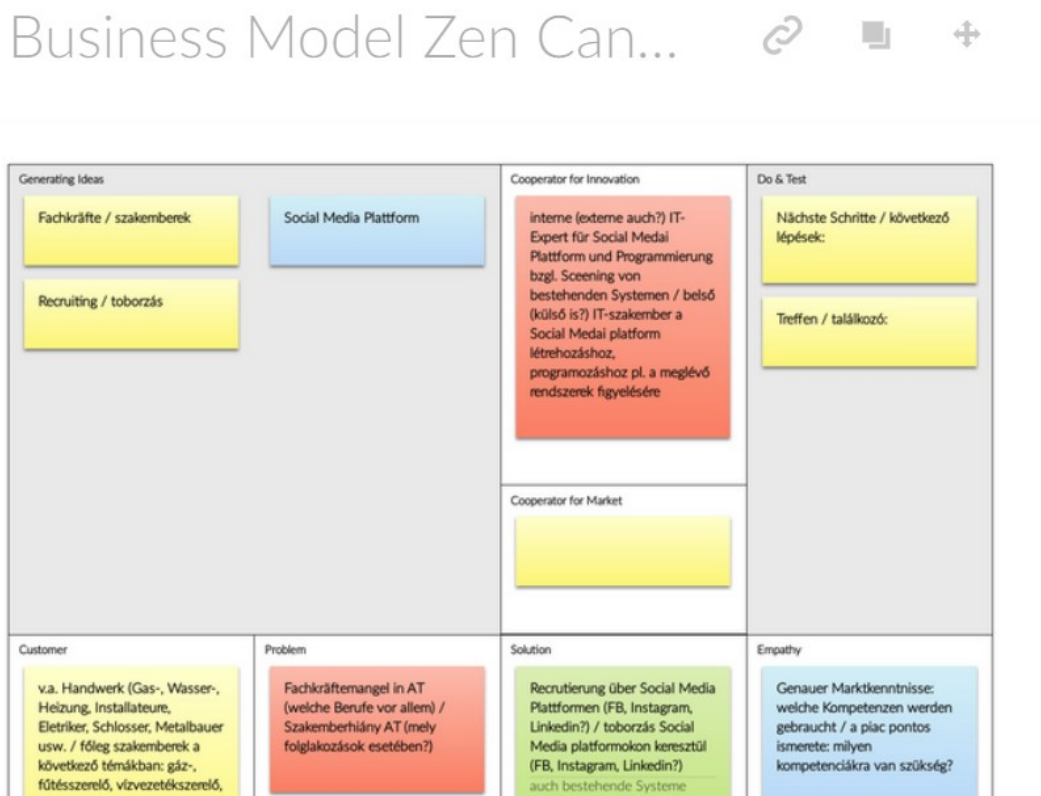 Business Model Zen Can...
Generating Ideas
Fachkräfte / szakemberek
Social Media Plattform
Recruiting / toborzás
Cooperator for Innovation
interne (externe auch?) IT-
Expert für Social Medai
Plattform und Programmierung
bzgl. Sceening von
bestehenden Systemen / belső
(külső is?) IT-szakember a
Social Medai platform
létrehozáshoz,
programozáshoz pl. a meglévő
rendszerek figyelésére
Do & Test
Nächste Schritte / következő
lépések:
Treffen / találkozó:
Cooperator for Market
Customer
v.a. Handwerk (Gas-, Wasser-,
Heizung, Installateure,
Eletriker, Schlosser, Metalbauer
usw. / főleg szakemberek a
következő témákban: gáz-,
fűtésszerelő, vízvezetékszerelő,
Problem
Fachkräftemangel in AT
(welche Berufe vor allem) /
Szakemberhiány AT (mely
folglakozások esetében?)
Solution
Recrutierung über Social Media
Plattformen (FB, Instagram,
Linkedin?) / toborzás Social
Media platformokon keresztül
(FB, Instagram, Linkedin?)
auch bestehende Systeme
Empathy
Genauer Marktkenntnisse:
welche Kompetenzen werden
gebraucht / a piac pontos
ismerete: milyen
kompetenciákra van szükség?